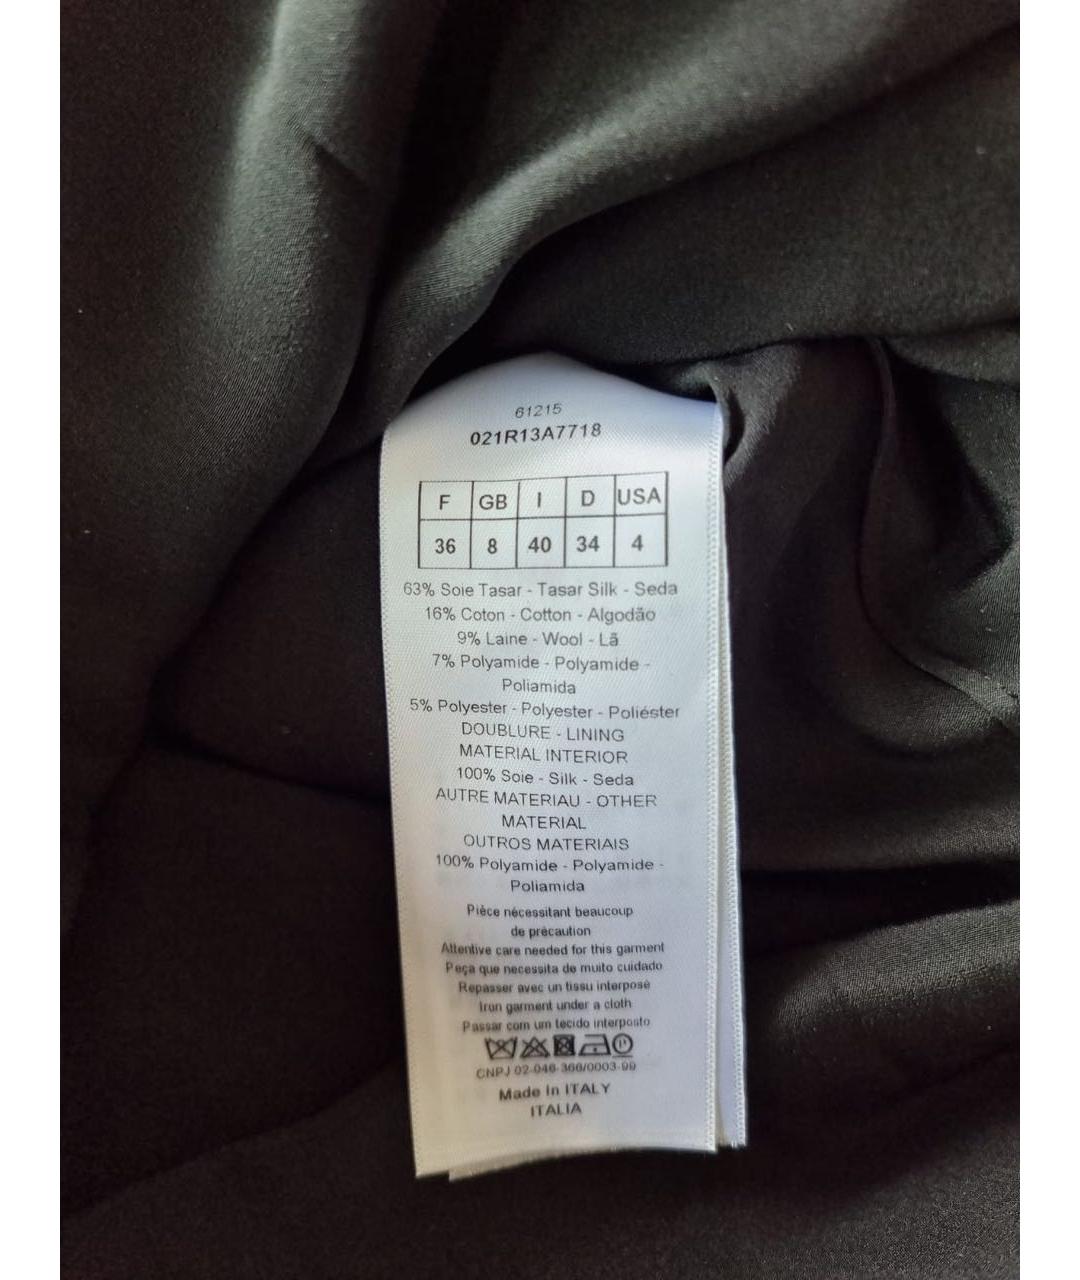 61215
021R13A7718
F GB I D USA
36 8 40 34 4
63% Soie Tasar - Tasar Silk - Seda
16% Coton - Cotton - Algodão
9% Laine - Wool - Lã
7% Polyamide - Polyamide -
Poliamida
5% Polyester - Polyester - Poliéster
DOUBLURE - LINING
MATERIAL INTERIOR
100% Soie - Silk - Seda
AUTRE MATERIAU - OTHER
MATERIAL
OUTROS MATERIAIS
100% Polyamide - Polyamide -
Poliamida
Pièce nécessitant beaucoup
de précaution
Attentive care needed for this garment
Peça que necessita de muito cuidado
Repasser avec un tissu interposé
Iron garment under a cloth
Passar com um tecido interposto
P
CNPJ 02-046-366/0003-99
Made In ITALY
ITALIA